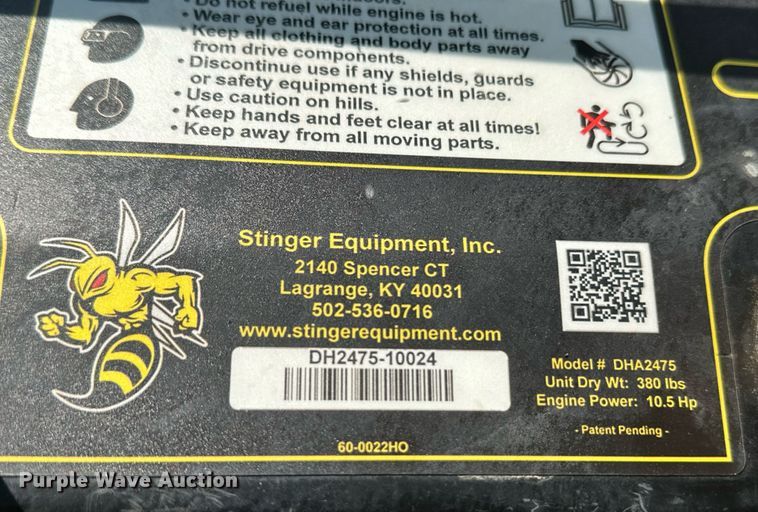 • Do not refuel while engine is hot.
• Wear eye and ear protection at all times.
• Keep all clothing and body parts away
from drive components.
• Discontinue use if any shields, guards
or safety equipment is not in place.
• Use caution on hills.
• Keep hands and feet clear at all times!
• Keep away from all moving parts.
Stinger Equipment, Inc.
2140 Spencer CT
Lagrange, KY 40031
502-536-0716
www.stingerequipment.com
DH2475-10024
Model # DHA2475
Unit Dry Wt: 380 lbs
Engine Power: 10.5 Hp
- Patent Pending -
60-0022HO
Purple Wave Auction